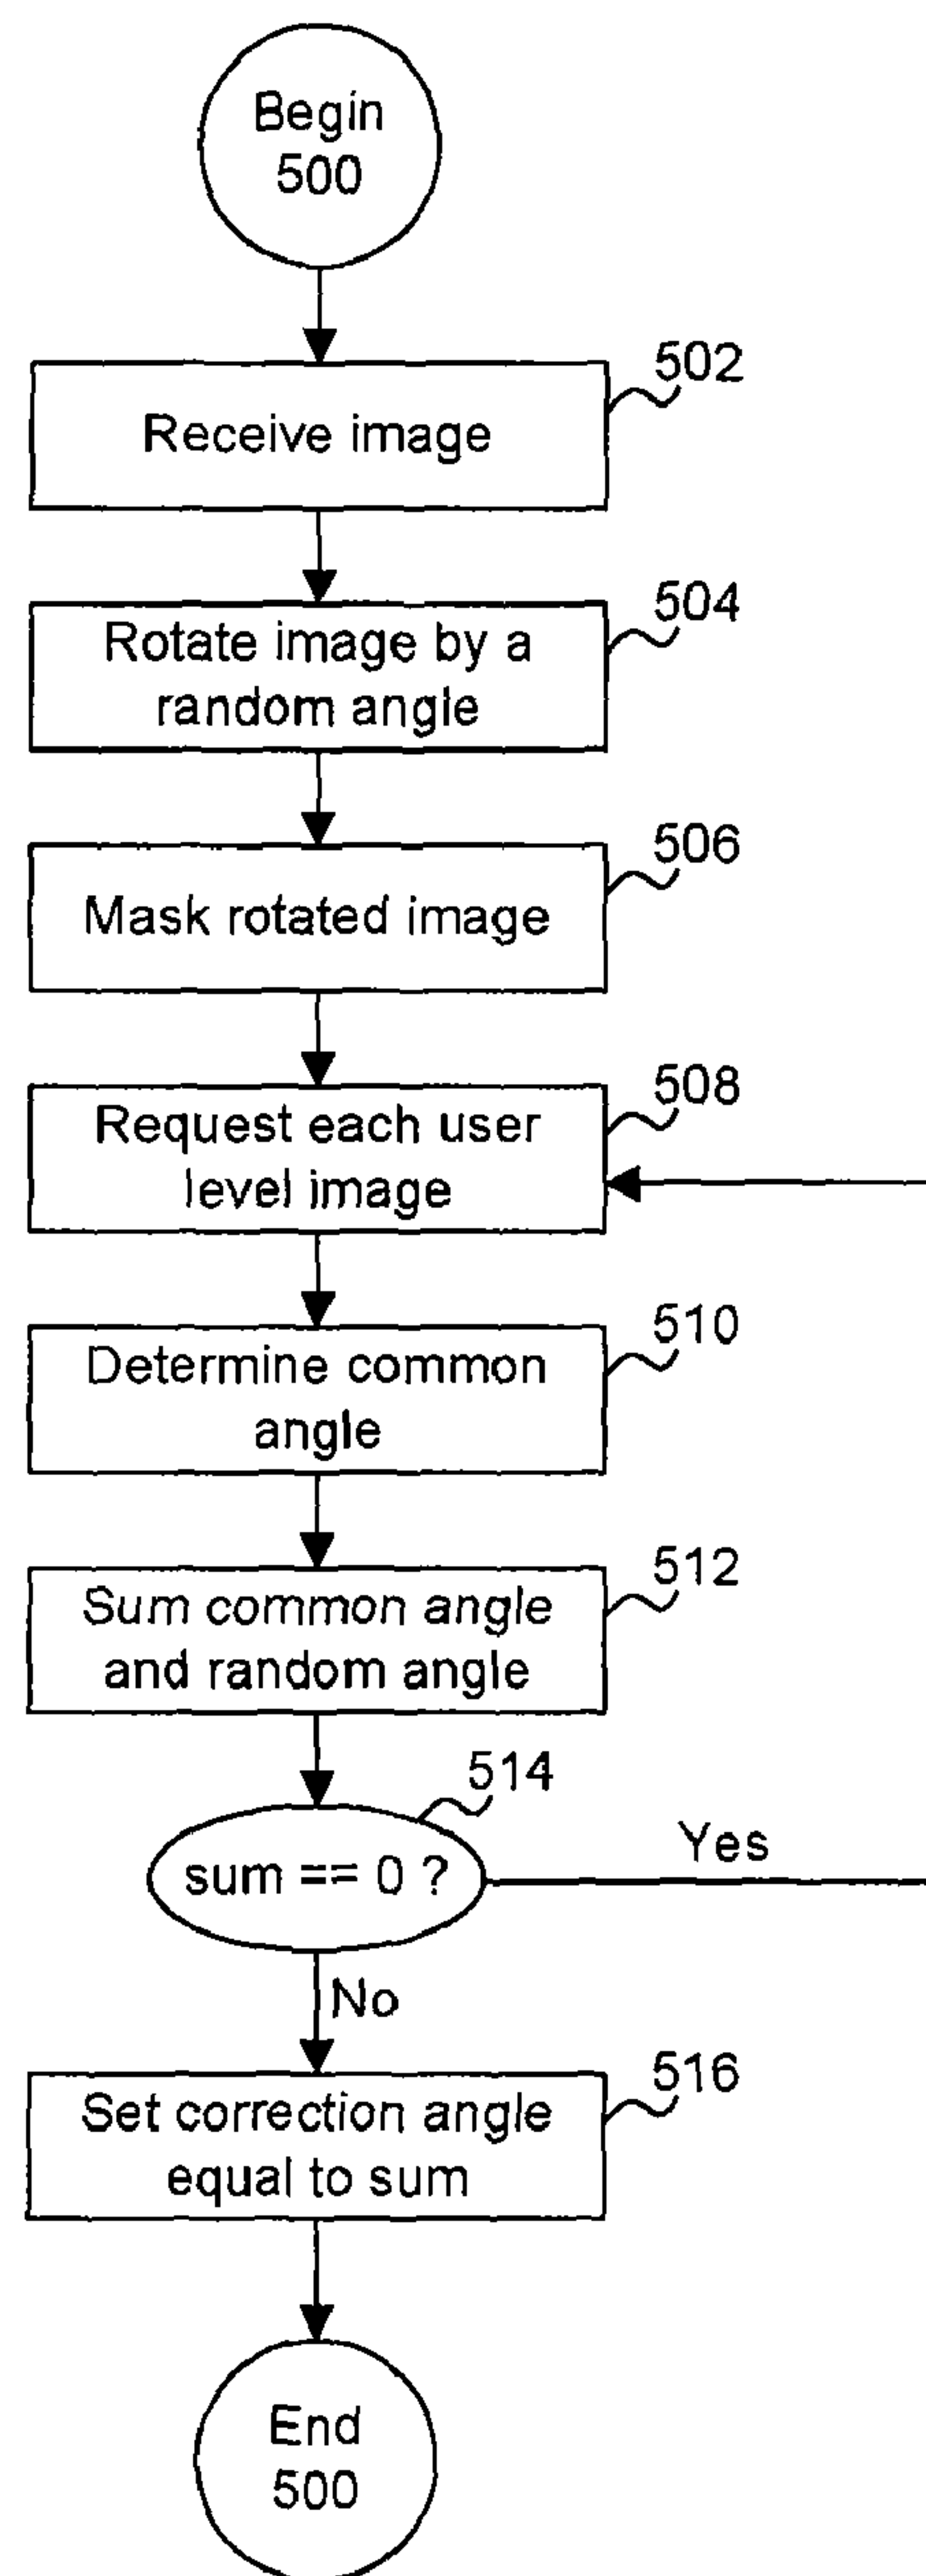 Begin
500
502
Receive image
504
Rotate image by a
random angle
506
Mask rotated image
508
Request each user
level image
510
Determine common
angle
512
Sum common angle
and random angle
514
sum == 0 ?
Yes
No
516
Set correction angle
equal to sum
End
500